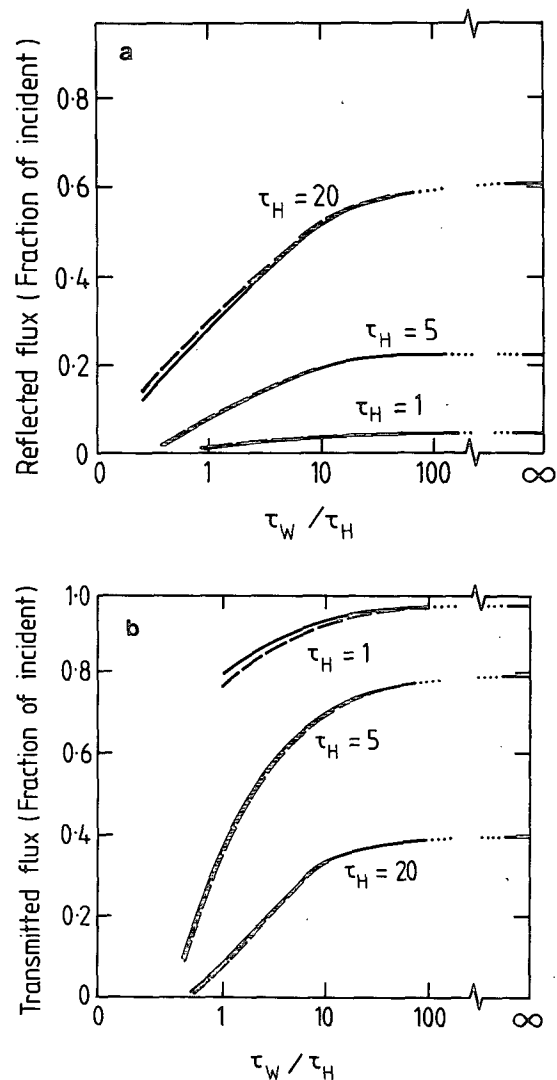 a
Reflected flux (Fraction of incident)
0·8
0·6
0·4
0·2
0
τH = 20
τH = 5
τH = 1
0 1 10 100 ∞
τW / τH
b
Transmitted flux (Fraction of incident)
1.0
0·8
0·6
0·4
0·2
0
τH = 1
τH = 5
τH = 20
0 1 10 100 ∞
τW / τH